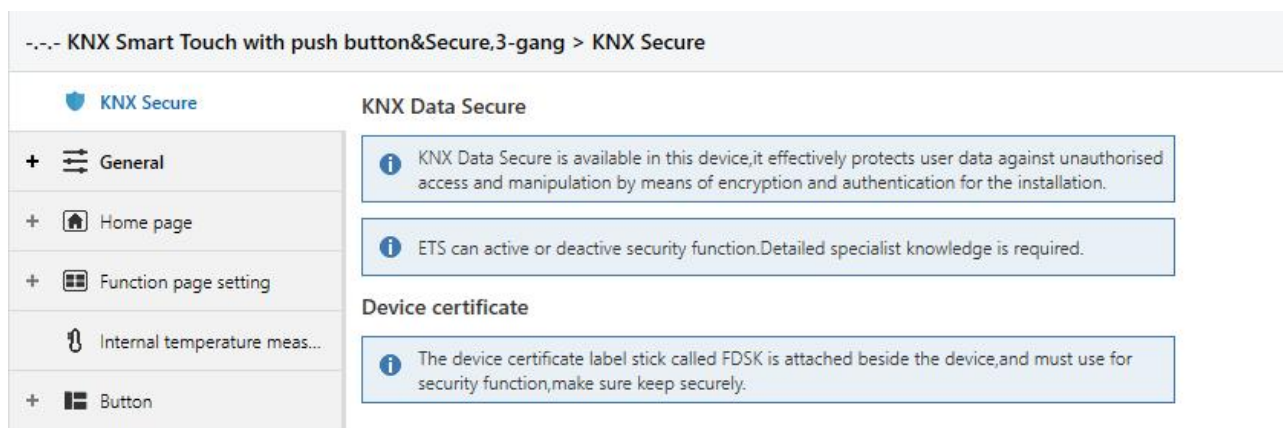 -.-.- KNX Smart Touch with push button&Secure,3-gang > KNX Secure
KNX Secure
+ General
+ Home page
+ Function page setting
Internal temperature meas...
+ Button
KNX Data Secure
KNX Data Secure is available in this device,it effectively protects user data against unauthorised
access and manipulation by means of encryption and authentication for the installation.
ETS can active or deactive security function.Detailed specialist knowledge is required.
Device certificate
The device certificate label stick called FDSK is attached beside the device,and must use for
security function,make sure keep securely.